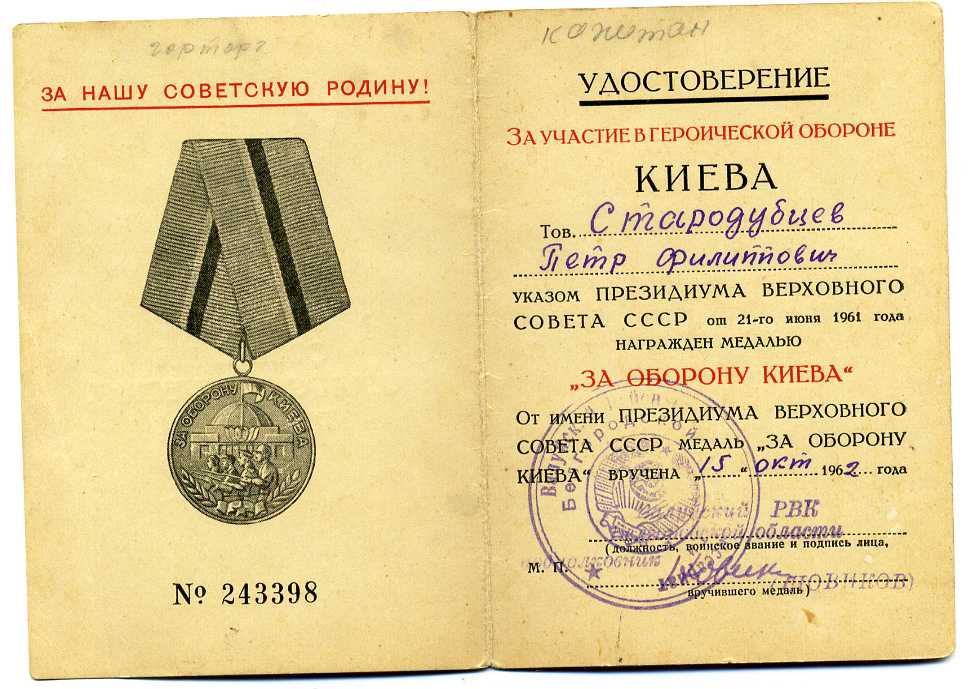 горторг
ЗА НАШУ СОВЕТСКУЮ РОДИНУ!
ЗА ОБОРОНУ КИЕВА
№ 243398
капитан
УДОСТОВЕРЕНИЕ
ЗА УЧАСТИЕ В ГЕРОИЧЕСКОЙ ОБОРОНЕ
КИЕВА
Тов. Стародубцев
Петр Филиппович
УКАЗОМ ПРЕЗИДИУМА ВЕРХОВНОГО
СОВЕТА СССР от 21-го июня 1961 года
НАГРАЖДЕН МЕДАЛЬЮ
„ЗА ОБОРОНУ КИЕВА“
От имени ПРЕЗИДИУМА ВЕРХОВНОГО
СОВЕТА СССР МЕДАЛЬ „ЗА ОБОРОНУ
КИЕВА“ ВРУЧЕНА „15“ окт 1962 года
РВК
области
(должность, воинское звание и подпись лица,
М. П.
вручившего медаль)
Белгородской